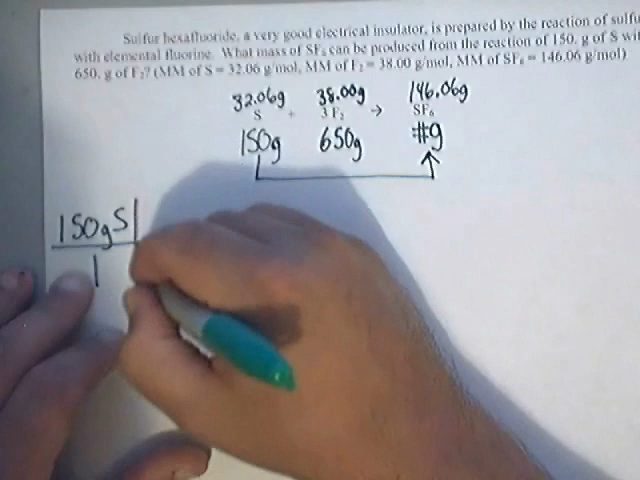 Sulfur hexafluoride, a very good electrical insulator, is prepared by the reaction of sulfu
with elemental fluorine. What mass of SF₆ can be produced from the reaction of 150. g of S wit
650. g of F₂? (MM of S = 32.06 g/mol, MM of F₂ = 38.00 g/mol, MM of SF₆ = 146.06 g/mol)
32.06g 38.00g 146.06g
S + 3 F₂ → SF₆
150g 650g #g
150g S
1